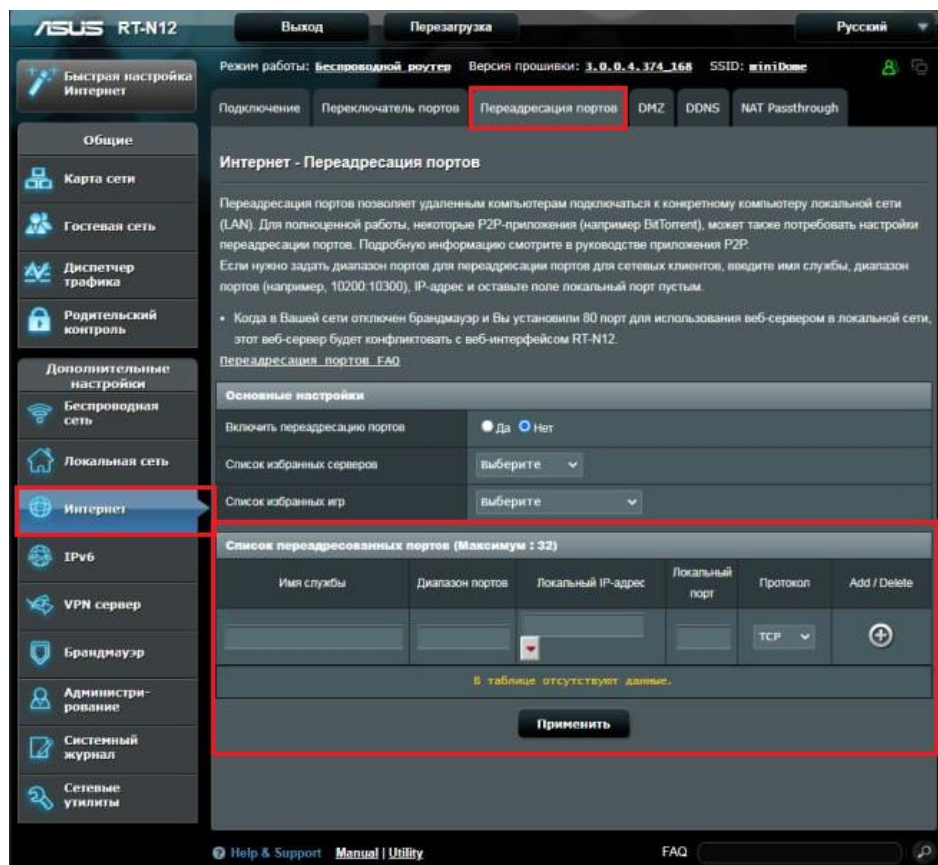 ASUS RT-N12
Выход
Перезагрузка
Русский
Быстрая настройка
Интернет
Режим работы: Беспроводной роутер Версия прошивки: 3.0.0.4.374_168 SSID: miniDome
Подключение
Переключатель портов
Переадресация портов
DMZ
DDNS
NAT Passthrough
Общие
Карта сети
Гостевая сеть
Диспетчер
трафика
Родительский
контроль
Дополнительные
настройки
Беспроводная
сеть
Локальная сеть
Интернет
IPv6
VPN сервер
Брандмауэр
Администри-
рование
Системный
журнал
Сетевые
утилиты
Интернет - Переадресация портов
Переадресация портов позволяет удаленным компьютерам подключаться к конкретному компьютеру локальной сети
(LAN). Для полноценной работы, некоторые P2P-приложения (например BitTorrent), может также потребовать настройки
переадресации портов. Подробную информацию смотрите в руководстве приложения P2P.
Если нужно задать диапазон портов для переадресации портов для сетевых клиентов, введите имя службы, диапазон
портов (например, 10200:10300), IP-адрес и оставьте поле локальный порт пустым.
• Когда в Вашей сети отключен брандмауэр и Вы установили 80 порт для использования веб-сервером в локальной сети,
этот веб-сервер будет конфликтовать с веб-интерфейсом RT-N12.
Переадресация портов FAQ
Основные настройки
Включить переадресацию портов
Да Нет
Список избранных серверов
Выберите
Список избранных игр
Выберите
Список переадресованных портов (Максимум : 32)
Имя службы
Диапазон портов
Локальный IP-адрес
Локальный
порт
Протокол
Add / Delete
TCP
В таблице отсутствуют данные.
Применить
Help & Support Manual | Utility
FAQ